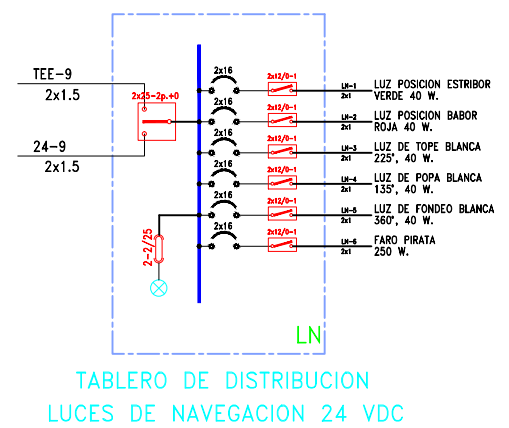 TEE-9
2x1.5
24-9
2x1.5
2x25-2p.+0
2-2/25
2x16
2x12/0-1
LN-1
2x1
LUZ POSICION ESTRIBOR
VERDE 40 W.
2x16
2x12/0-1
LN-2
2x1
LUZ POSICION BABOR
ROJA 40 W.
2x16
2x12/0-1
LN-3
2x1
LUZ DE TOPE BLANCA
225°, 40 W.
2x16
2x12/0-1
LN-4
2x1
LUZ DE POPA BLANCA
135°, 40 W.
2x16
2x12/0-1
LN-5
2x1
LUZ DE FONDEO BLANCA
360°, 40 W.
2x16
2x12/0-1
LN-6
2x1
FARO PIRATA
250 W.
LN
TABLERO DE DISTRIBUCION
LUCES DE NAVEGACION 24 VDC